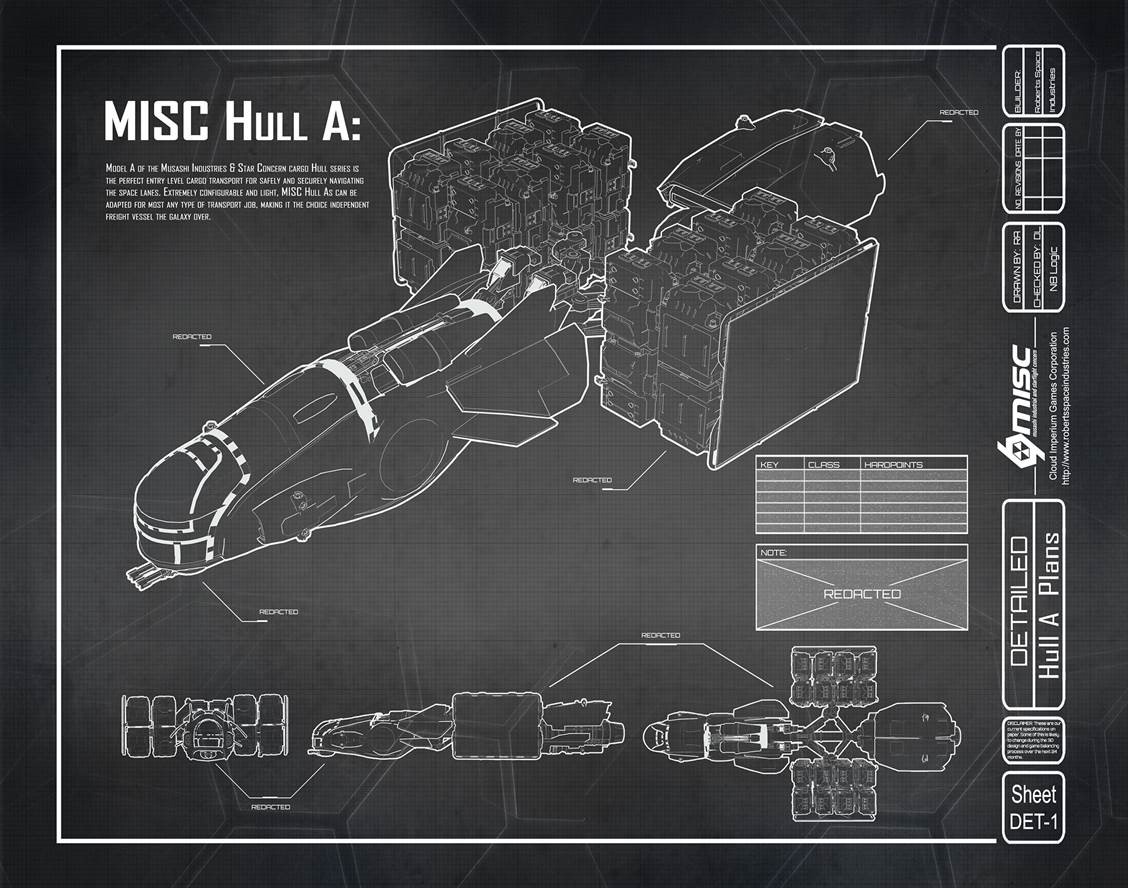 MISC HULL A:
MODEL A OF THE MUSASHI INDUSTRIES & STAR CONCERN CARGO HULL SERIES IS
THE PERFECT ENTRY LEVEL CARGO TRANSPORT FOR SAFELY AND SECURELY NAVIGATING
THE SPACE LANES. EXTREMELY CONFIGURABLE AND LIGHT, MISC HULL AS CAN BE
ADAPTED FOR MOST ANY TYPE OF TRANSPORT JOB, MAKING IT THE CHOICE INDEPENDENT
FREIGHT VESSEL THE GALAXY OVER.
REDACTED
REDACTED
REDACTED
REDACTED
KEY CLASS HARDPOINTS
NOTE:
REDACTED
REDACTED
REDACTED
BUILDER:
Roberts Space
Industries
NO. REVISIONS DATE BY
DRAWN BY: RA
CHECKED BY: DL
NB Logic
MISC
musashi industrial and starflight concern
Cloud Imperium Games Corporation
http://www.robertsspaceindustries.com
DETAILED
Hull A Plans
DISCLAIMER: These are our
current specifications on
paper. Some of this is likely
to change during the 3D
design and game balancing
process over the next 24
months.
Sheet
DET-1